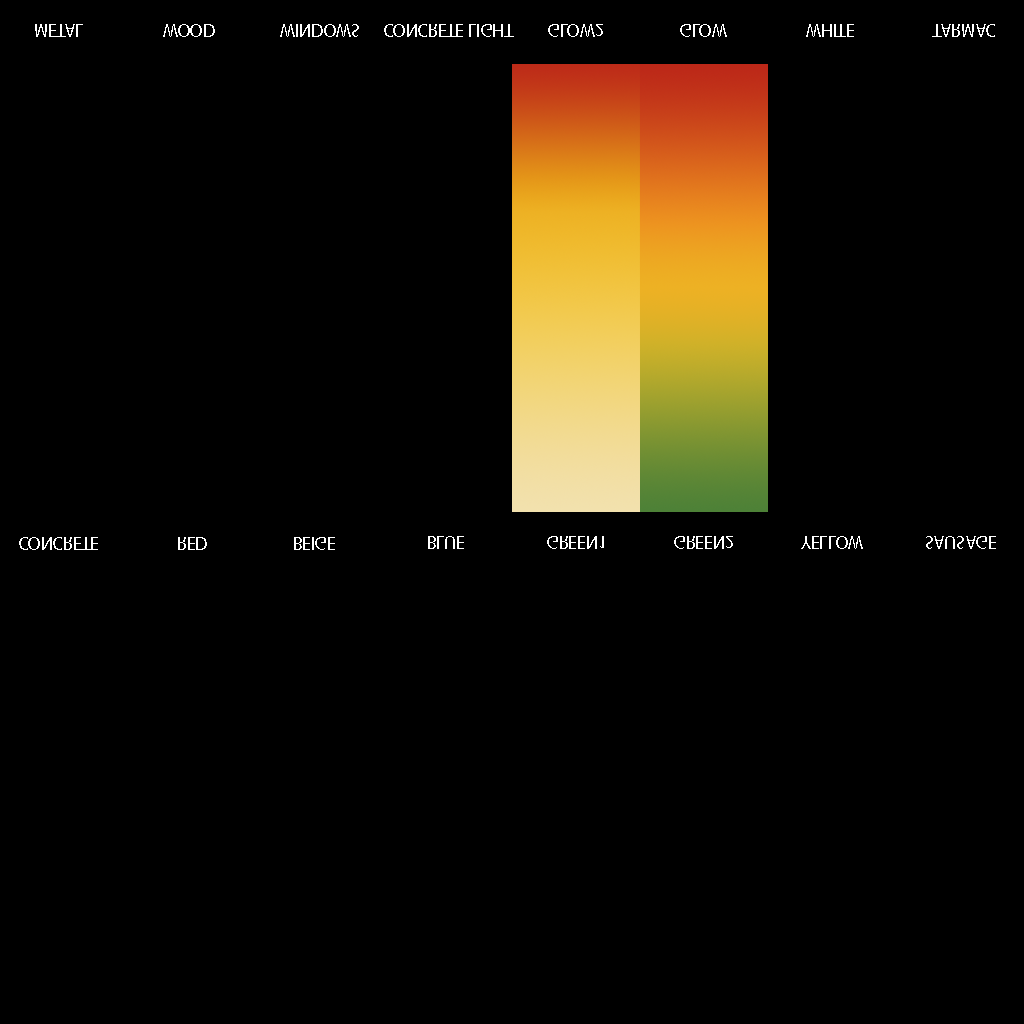 METAL WOOD WINDOWS CONCRETE LIGHT GLOW2 GLOW WHITE TARMAC
CONCRETE RED BEIGE BLUE GREEN1 GREEN2 YELLOW SAUSAGE